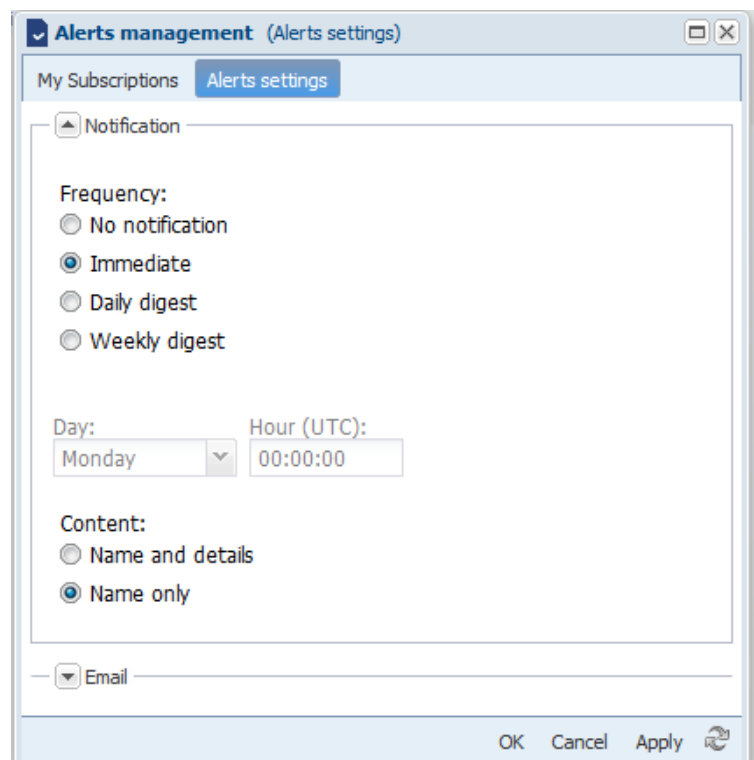 Alerts management (Alerts settings)
My Subscriptions Alerts settings
Notification
Frequency:
No notification
Immediate
Daily digest
Weekly digest
Day: Hour (UTC):
Monday 00:00:00
Content:
Name and details
Name only
Email
OK Cancel Apply